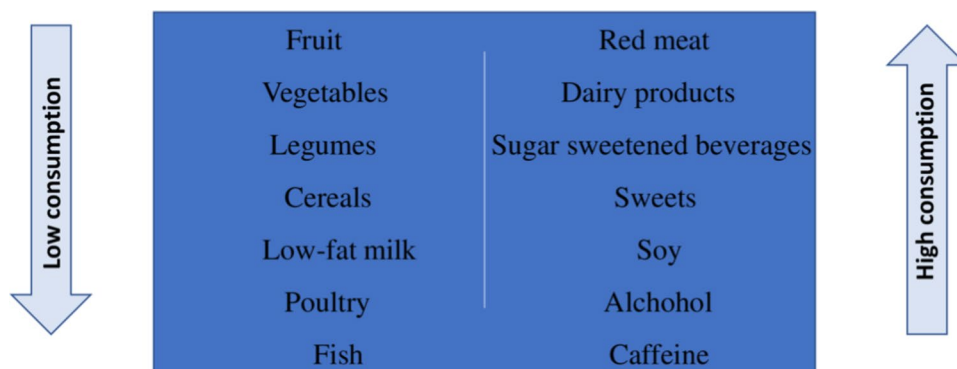 Low consumption
Fruit
Vegetables
Legumes
Cereals
Low-fat milk
Poultry
Fish
Red meat
Dairy products
Sugar sweetened beverages
Sweets
Soy
Alchohol
Caffeine
High consumption